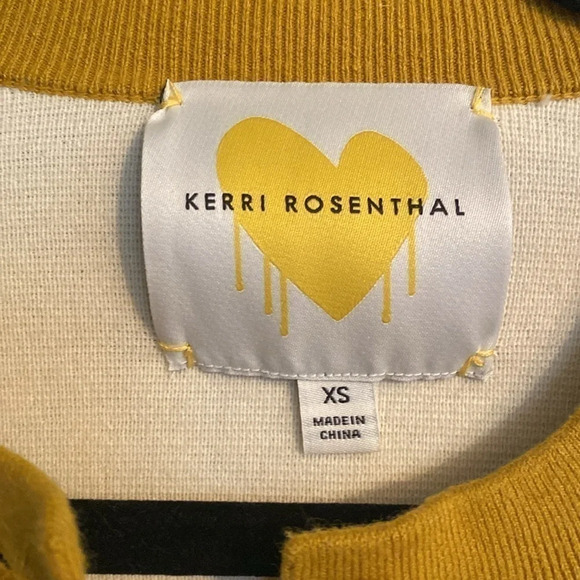 KERRI ROSENTHAL
XS
MADE IN
CHINA